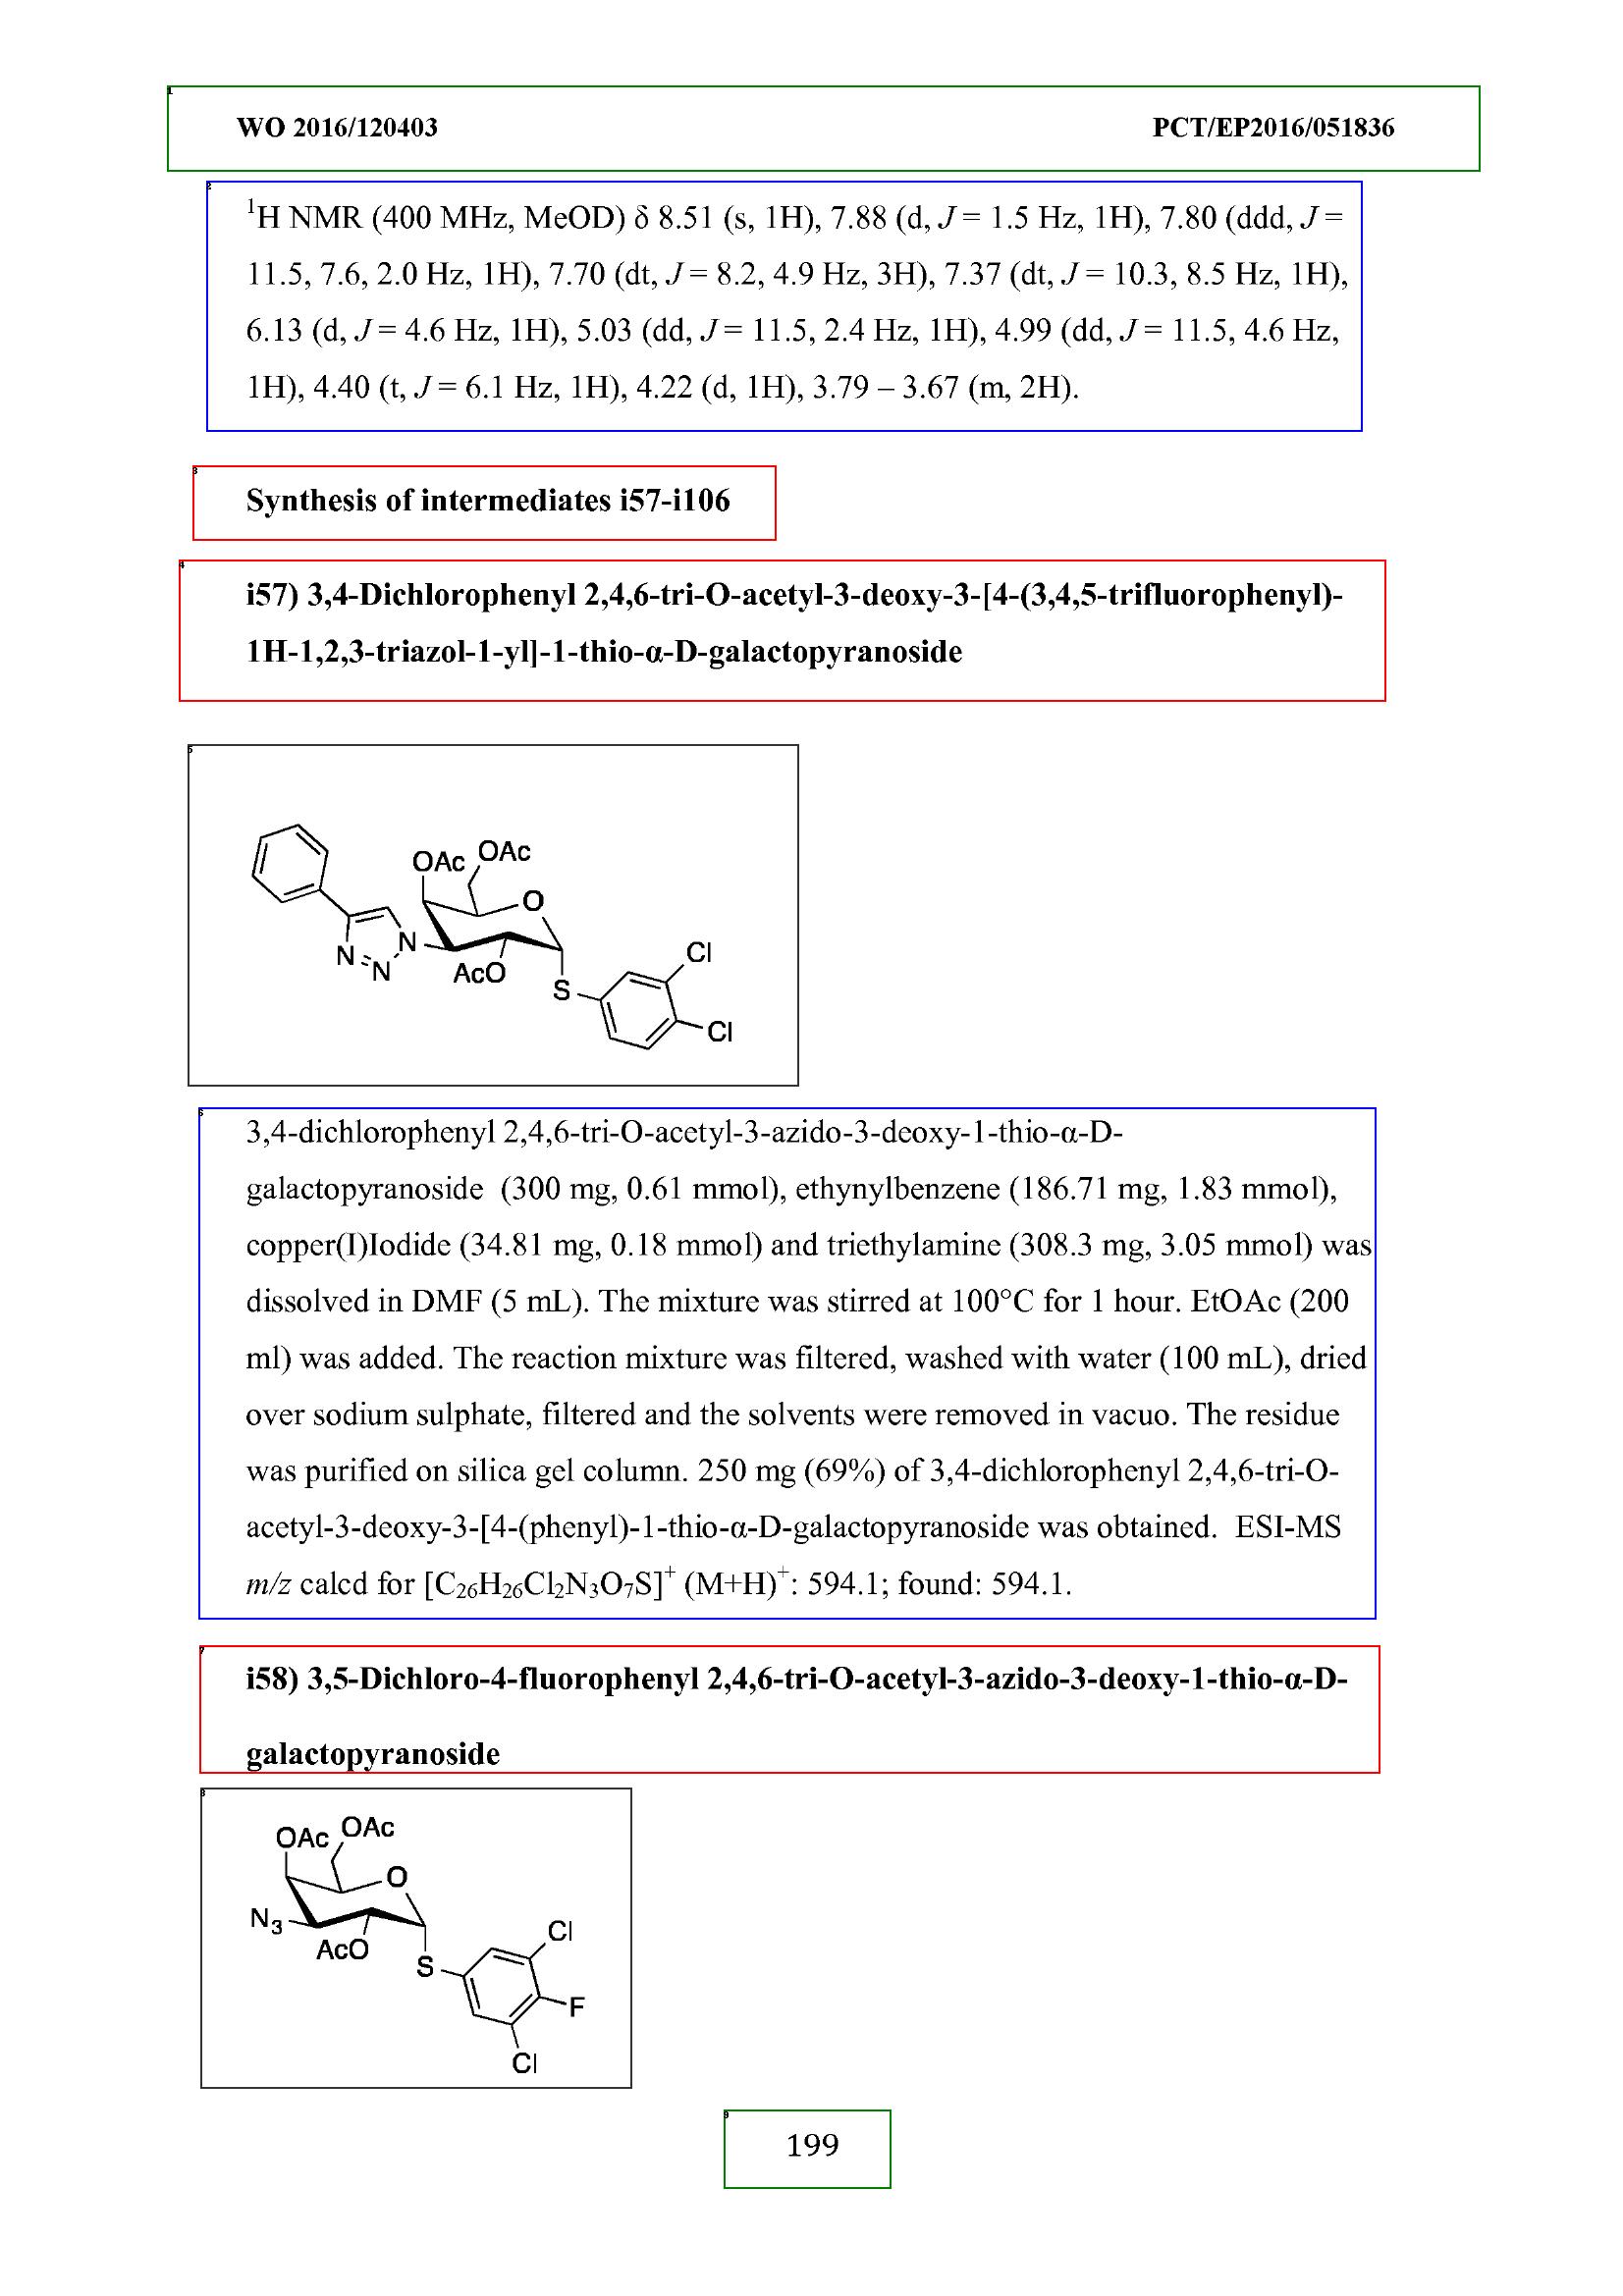 WO 2016/120403 PCT/EP2016/051836
¹H NMR (400 MHz, MeOD) δ 8.51 (s, 1H), 7.88 (d, J = 1.5 Hz, 1H), 7.80 (ddd, J =
11.5, 7.6, 2.0 Hz, 1H), 7.70 (dt, J = 8.2, 4.9 Hz, 3H), 7.37 (dt, J = 10.3, 8.5 Hz, 1H),
6.13 (d, J = 4.6 Hz, 1H), 5.03 (dd, J = 11.5, 2.4 Hz, 1H), 4.99 (dd, J = 11.5, 4.6 Hz,
1H), 4.40 (t, J = 6.1 Hz, 1H), 4.22 (d, 1H), 3.79 – 3.67 (m, 2H).
Synthesis of intermediates i57-i106
i57) 3,4-Dichlorophenyl 2,4,6-tri-O-acetyl-3-deoxy-3-[4-(3,4,5-trifluorophenyl)-
1H-1,2,3-triazol-1-yl]-1-thio-α-D-galactopyranoside
OAc OAc
O
N N N
AcO
S
Cl
Cl
3,4-dichlorophenyl 2,4,6-tri-O-acetyl-3-azido-3-deoxy-1-thio-α-D-
galactopyranoside (300 mg, 0.61 mmol), ethynylbenzene (186.71 mg, 1.83 mmol),
copper(I)Iodide (34.81 mg, 0.18 mmol) and triethylamine (308.3 mg, 3.05 mmol) was
dissolved in DMF (5 mL). The mixture was stirred at 100°C for 1 hour. EtOAc (200
ml) was added. The reaction mixture was filtered, washed with water (100 mL), dried
over sodium sulphate, filtered and the solvents were removed in vacuo. The residue
was purified on silica gel column. 250 mg (69%) of 3,4-dichlorophenyl 2,4,6-tri-O-
acetyl-3-deoxy-3-[4-(phenyl)-1-thio-α-D-galactopyranoside was obtained. ESI-MS
m/z calcd for [C₂₆H₂₆Cl₂N₃O₇S]⁺ (M+H)⁺: 594.1; found: 594.1.
i58) 3,5-Dichloro-4-fluorophenyl 2,4,6-tri-O-acetyl-3-azido-3-deoxy-1-thio-α-D-
galactopyranoside
OAc OAc
O
N₃
AcO
S
Cl
F
Cl
199